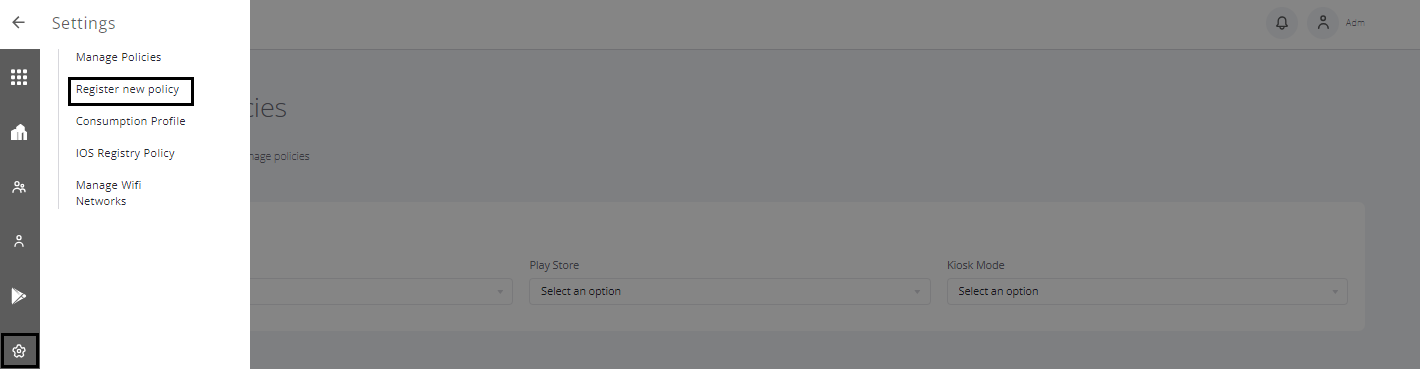 Settings
Adm
Manage Policies
Register new policy
Consumption Profile
IOS Registry Policy
Manage Wifi
Networks
cies
nage policies
Play Store
Kiosk Mode
Select an option
Select an option